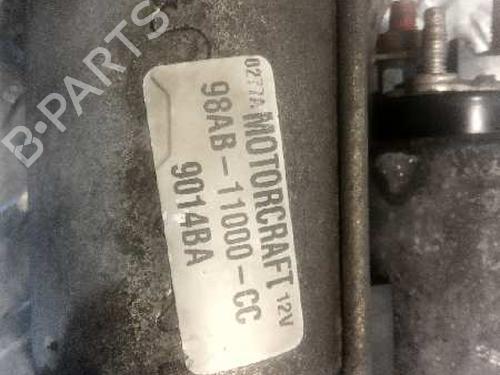 0277A MOTORCRAFT 12V
98AB-11000-CC
9014BA
B-PARTS